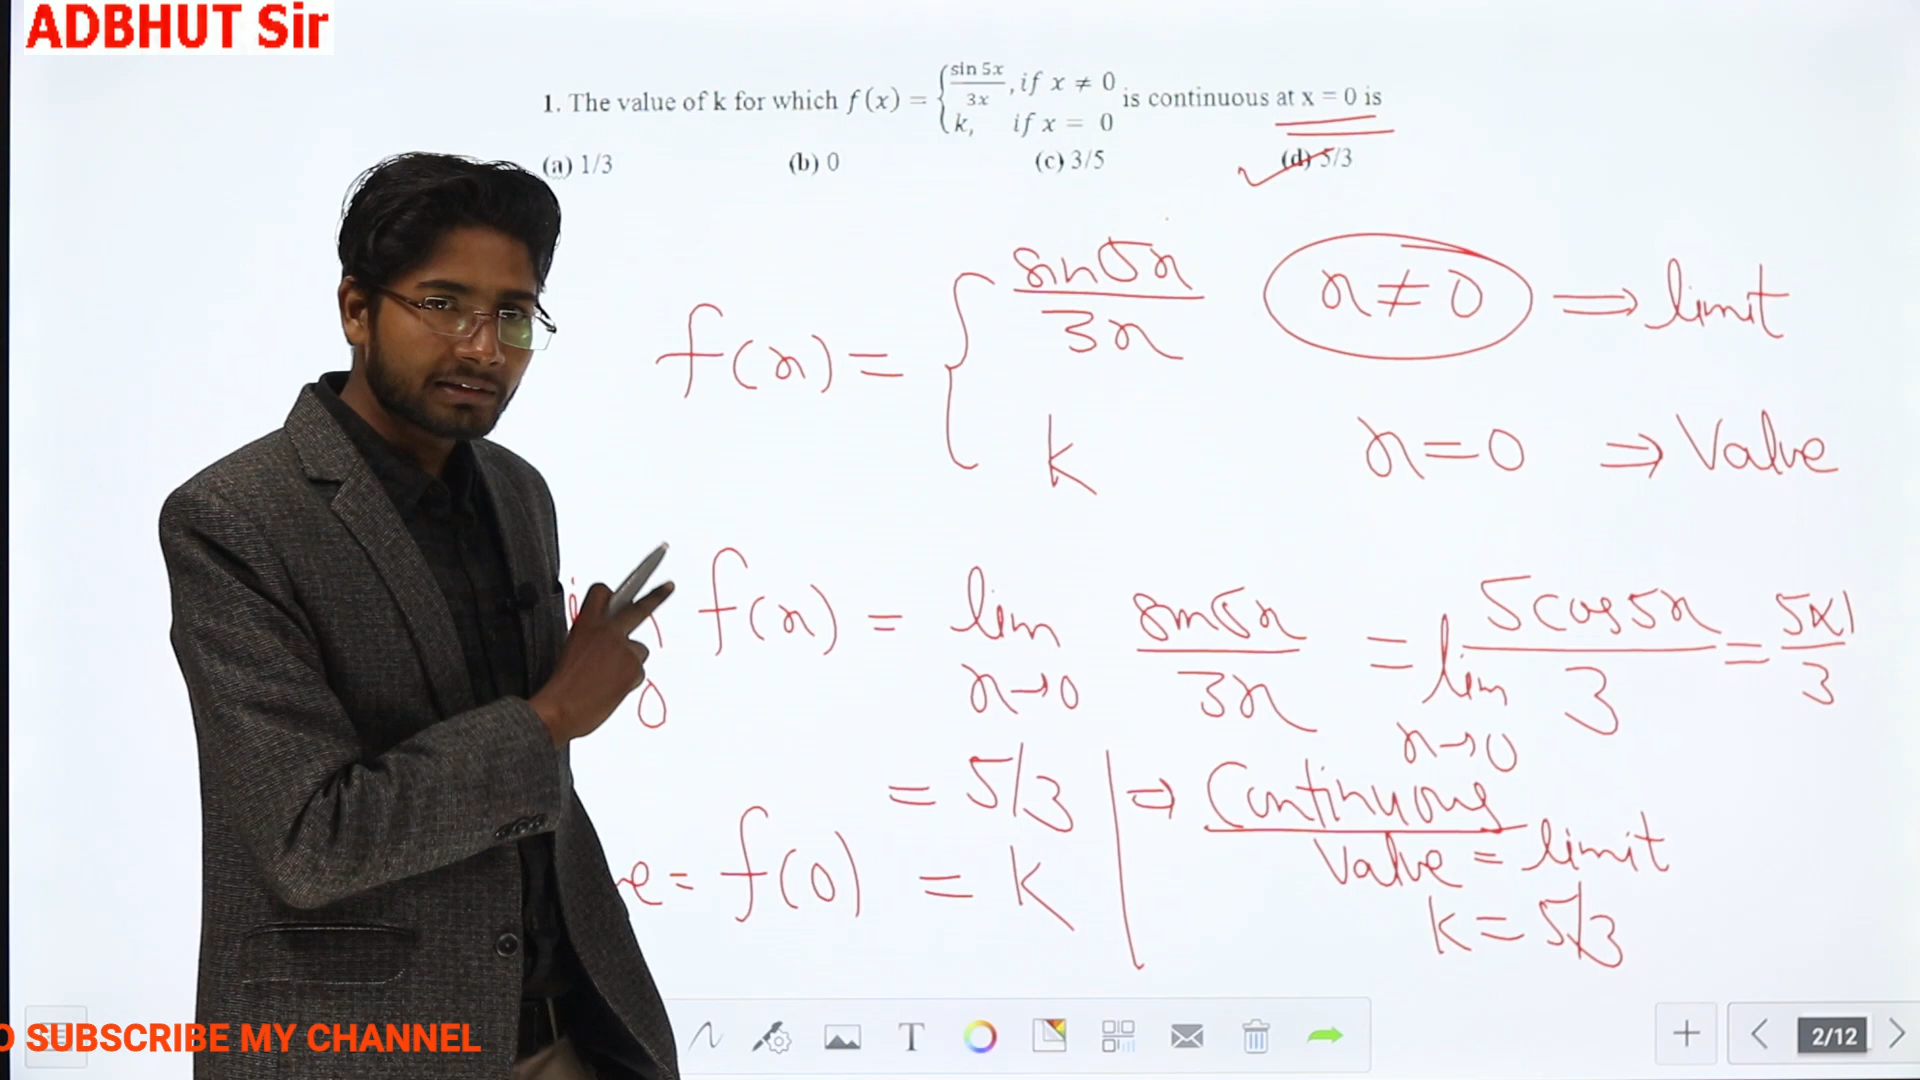 ADBHUT Sir
1. The value of k for which f(x) = { sin 5x / 3x , if x ≠ 0 is continuous at x = 0 is
k, if x = 0
(a) 1/3 (b) 0 (c) 3/5 (d) 5/3
f(x) = { sin5x / 3x x ≠ 0 ⇒ limit
k x = 0 ⇒ Value
f(x) = lim x→0 sin5x / 3x = lim x→0 5cos5x / 3 = 5x1 / 3
= 5/3 ⇒ Continuous
Value = limit
= f(0) = k
k = 5/3
SUBSCRIBE MY CHANNEL
T
2/12